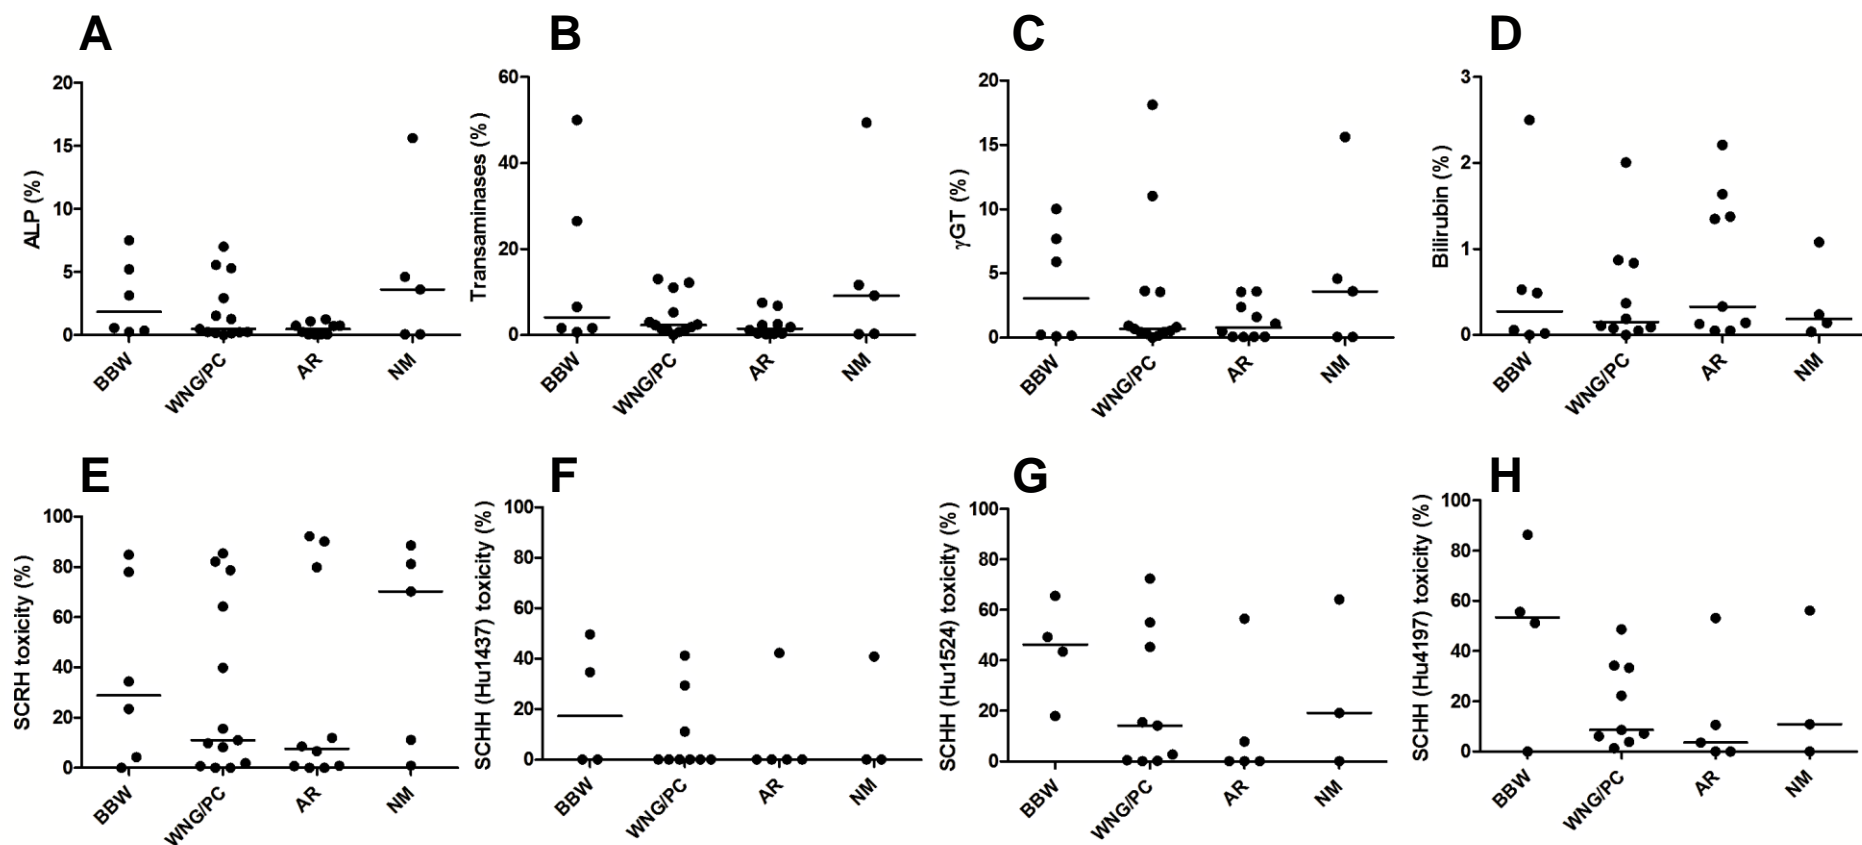 A
ALP (%)
20
15
10
5
0
BBW
WNG/PC
AR
NM
B
Transaminases (%)
60
40
20
0
BBW
WNG/PC
AR
NM
C
γGT (%)
20
15
10
5
0
BBW
WNG/PC
AR
NM
D
Bilirubin (%)
3
2
1
0
BBW
WNG/PC
AR
NM
E
SCRH toxicity (%)
100
80
60
40
20
0
BBW
WNG/PC
AR
NM
F
SCHH (Hu1437) toxicity (%)
100
80
60
40
20
0
BBW
WNG/PC
AR
NM
G
SCHH (Hu1524) toxicity (%)
100
80
60
40
20
0
BBW
WNG/PC
AR
NM
H
SCHH (Hu4197) toxicity (%)
100
80
60
40
20
0
BBW
WNG/PC
AR
NM